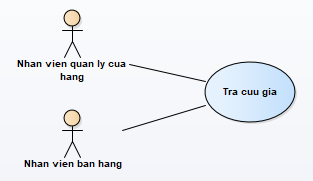 Nhan vien quan ly cua
hang
Tra cuu gia
Nhan vien ban hang